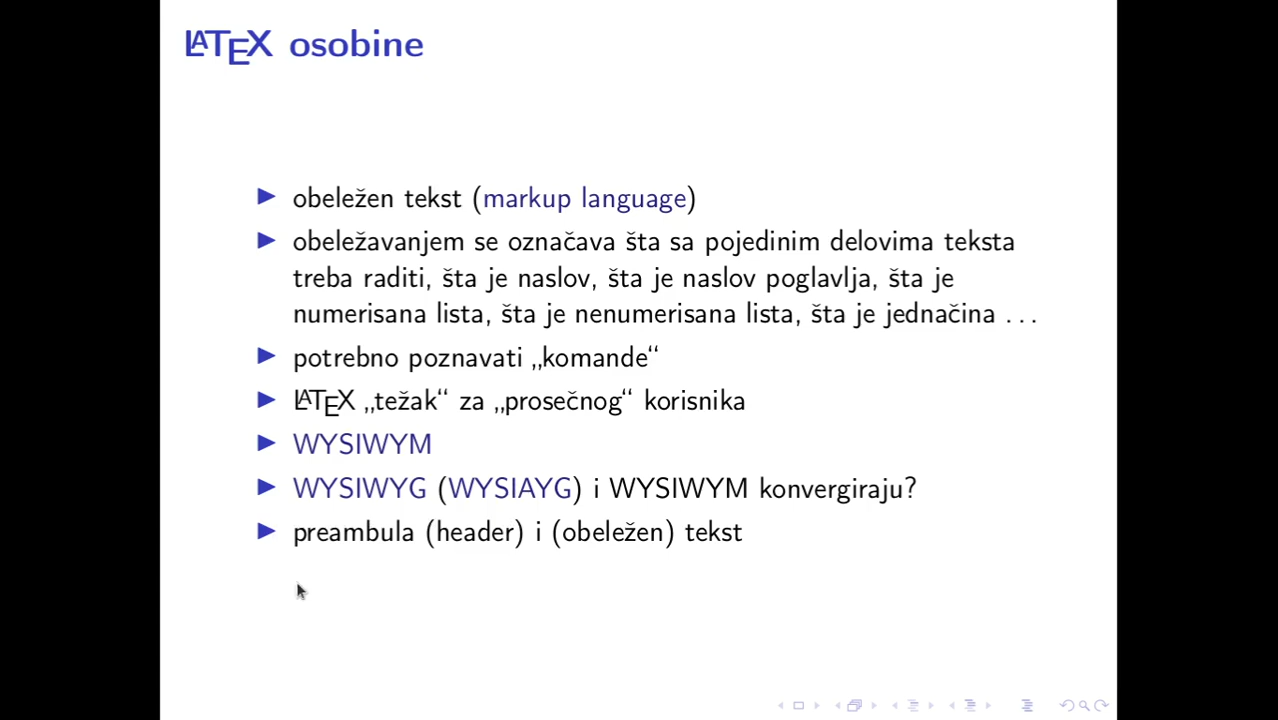 LATEX osobine
obeležen tekst (markup language)
obeležavanjem se označava šta sa pojedinim delovima teksta
treba raditi, šta je naslov, šta je naslov poglavlja, šta je
numerisana lista, šta je nenumerisana lista, šta je jednačina ...
potrebno poznavati „komande“
LATEX „težak“ za „prosečnog“ korisnika
WYSIWYM
WYSIWYG (WYSIAYG) i WYSIWYM konvergiraju?
preambula (header) i (obeležen) tekst